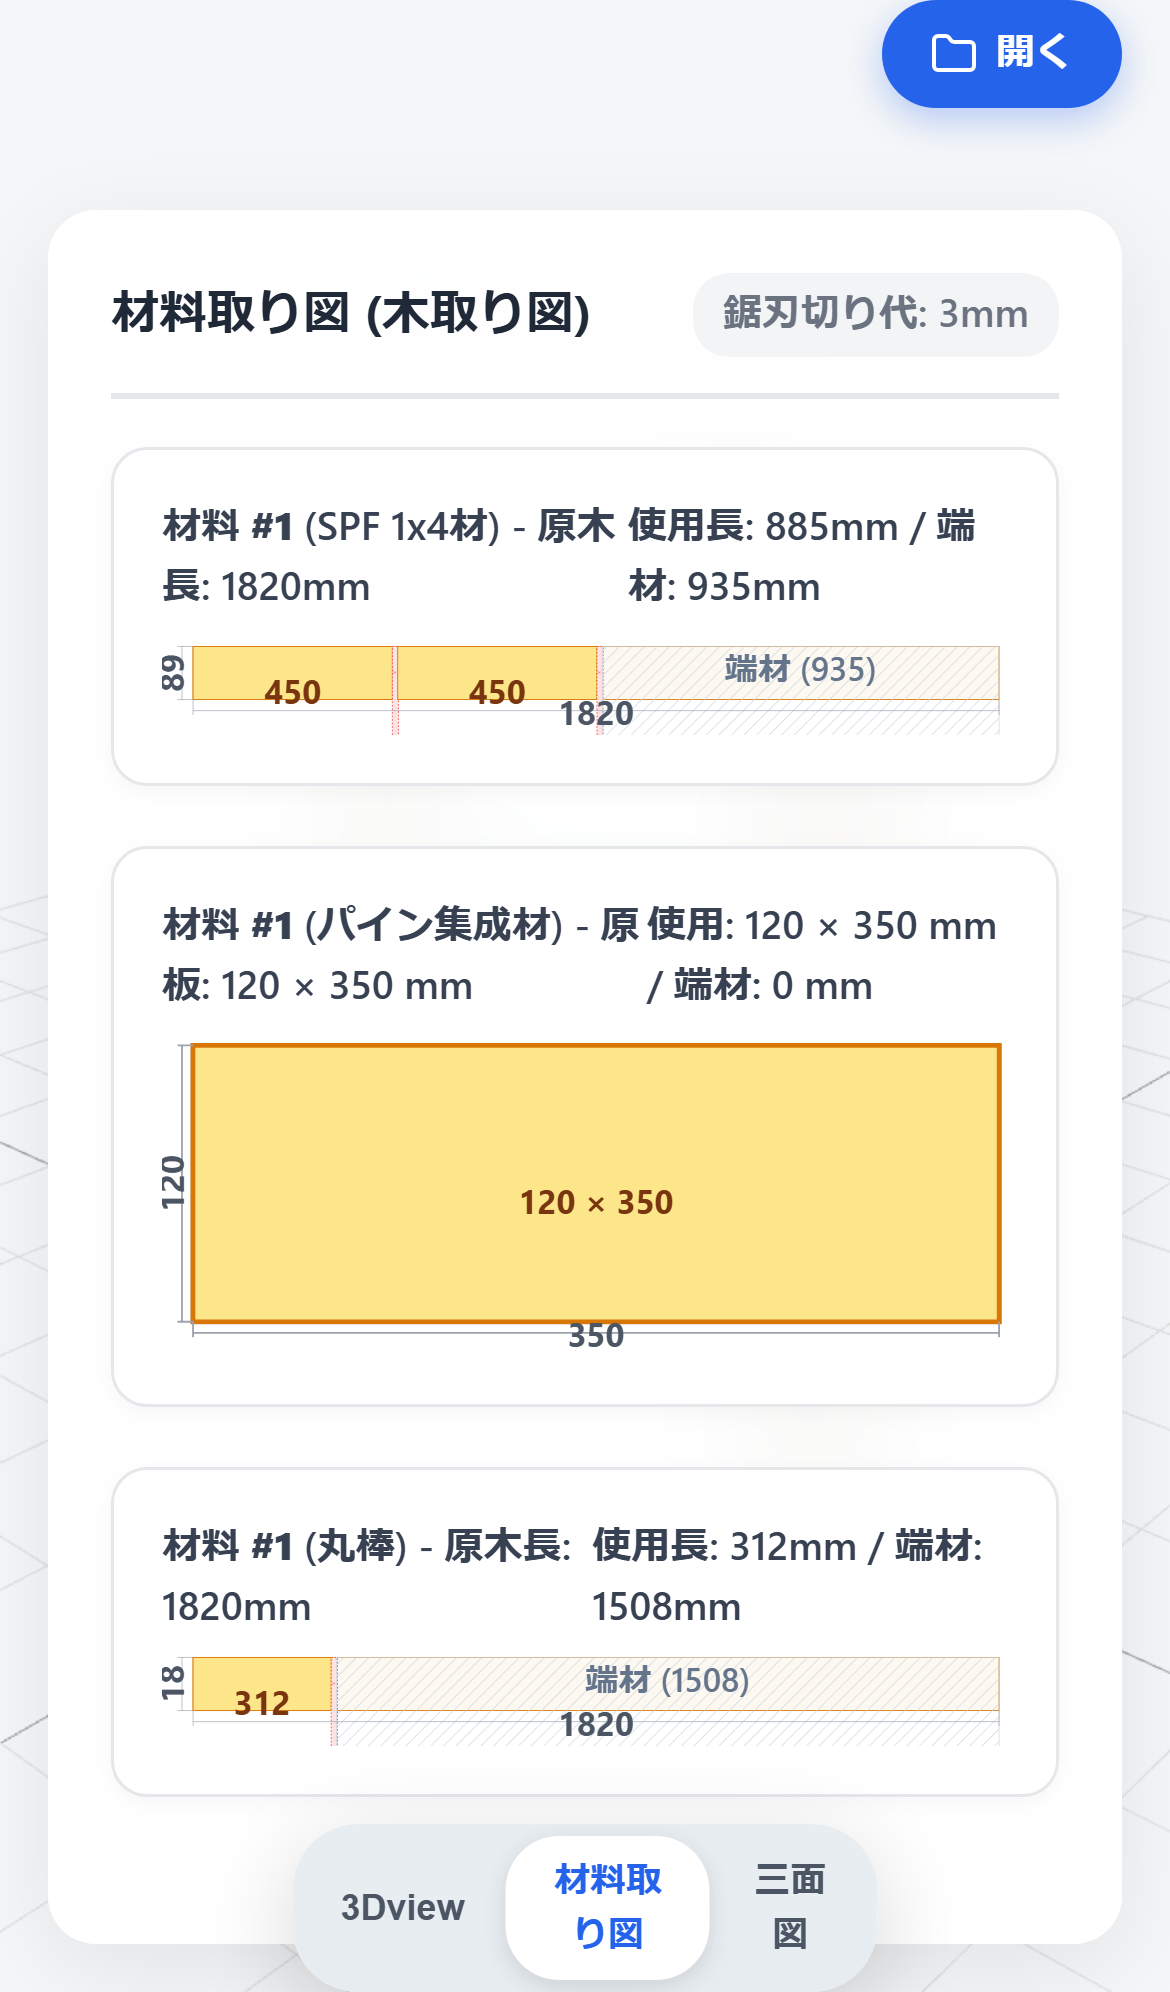 開く
材料取り図 (木取り図)
鋸刃切り代: 3mm
材料 #1 (SPF 1x4材) - 原木
長: 1820mm
使用長: 885mm / 端
材: 935mm
89
450
450
端材 (935)
1820
材料 #1 (パイン集成材) - 原
板: 120 × 350 mm
使用: 120 × 350 mm
/ 端材: 0 mm
120
120 × 350
350
材料 #1 (丸棒) - 原木長:
1820mm
使用長: 312mm / 端材:
1508mm
18
312
端材 (1508)
1820
3Dview
材料取
り図
三面
図